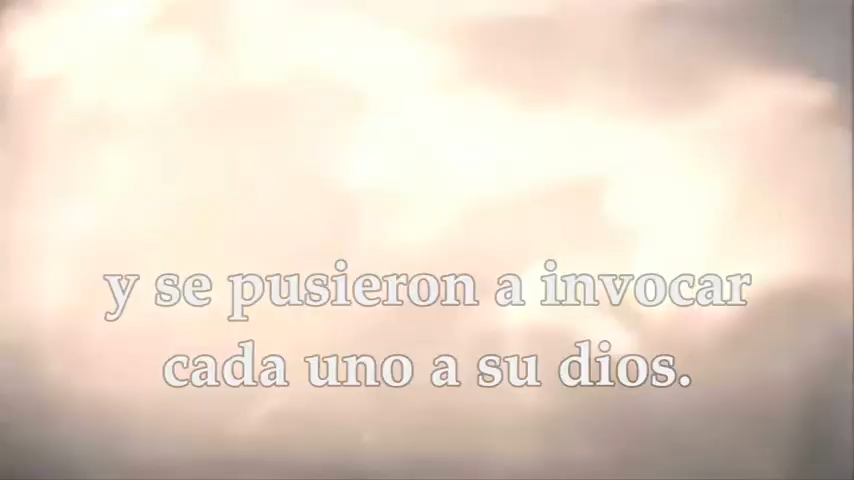 y se pusieron a invocar
cada uno a su dios.